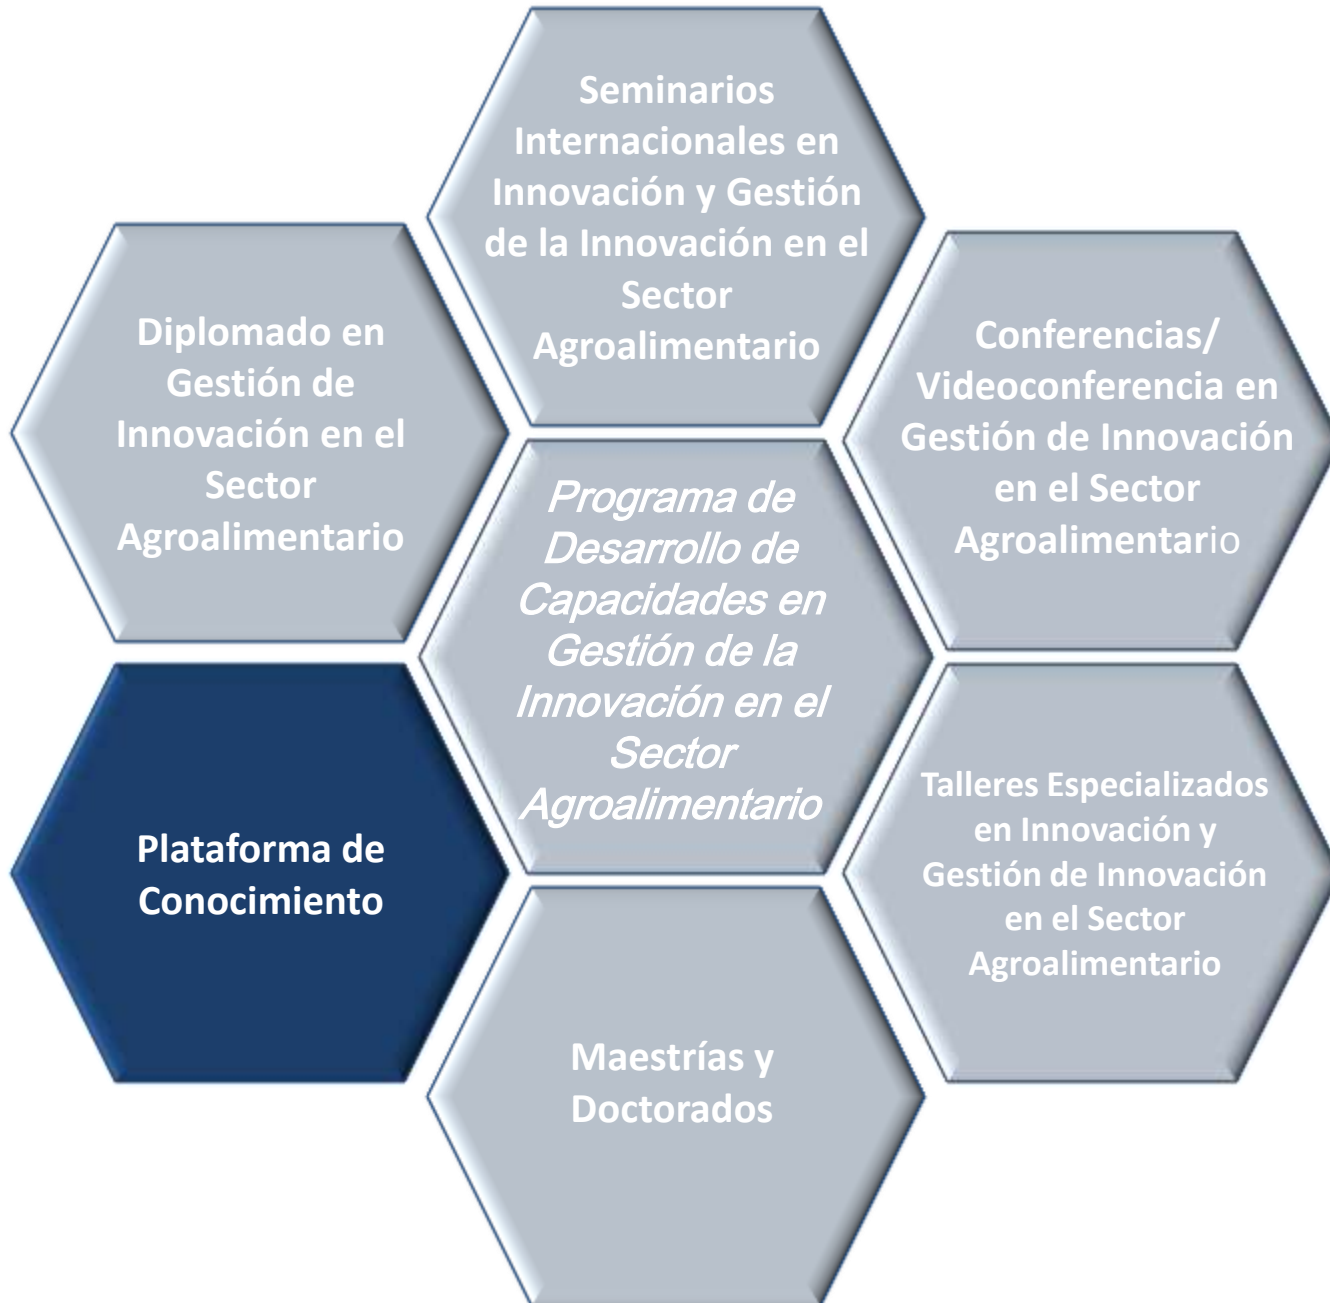 Seminarios
Internacionales en
Innovación y Gestión
de la Innovación en el
Sector
Agroalimentario
Diplomado en
Gestión de
Innovación en el
Sector
Agroalimentario
Conferencias/
Videoconferencia en
Gestión de Innovación
en el Sector
Agroalimentario
Programa de
Desarrollo de
Capacidades en
Gestión de la
Innovación en el
Sector
Agroalimentario
Plataforma de
Conocimiento
Talleres Especializados
en Innovación y
Gestión de Innovación
en el Sector
Agroalimentario
Maestrías y
Doctorados